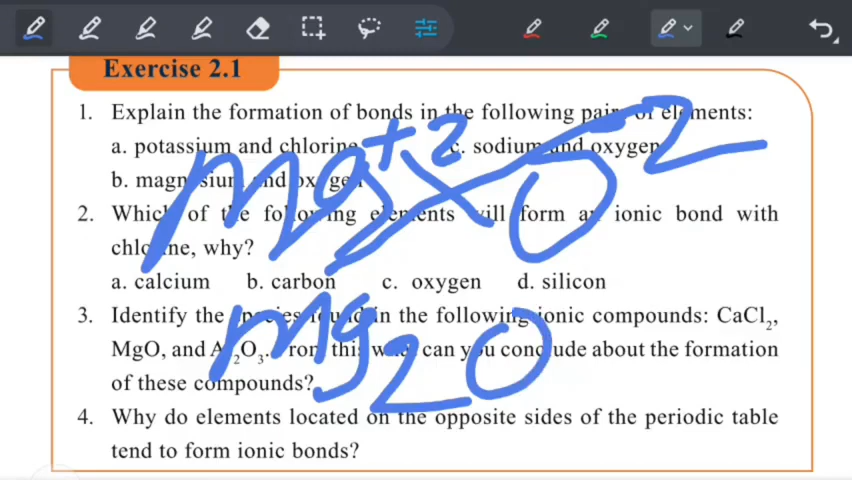 Exercise 2.1
1. Explain the formation of bonds in the following pairs of elements:
a. potassium and chlorine c. sodium and oxygen
b. magnesium and oxygen
2. Which of the following elements will form an ionic bond with
chlorine, why?
a. calcium b. carbon c. oxygen d. silicon
3. Identify the species found in the following ionic compounds: CaCl₂,
MgO, and Al₂O₃. From this what can you conclude about the formation
of these compounds?
4. Why do elements located on the opposite sides of the periodic table
tend to form ionic bonds?
Mg+2 O2
Mg2O